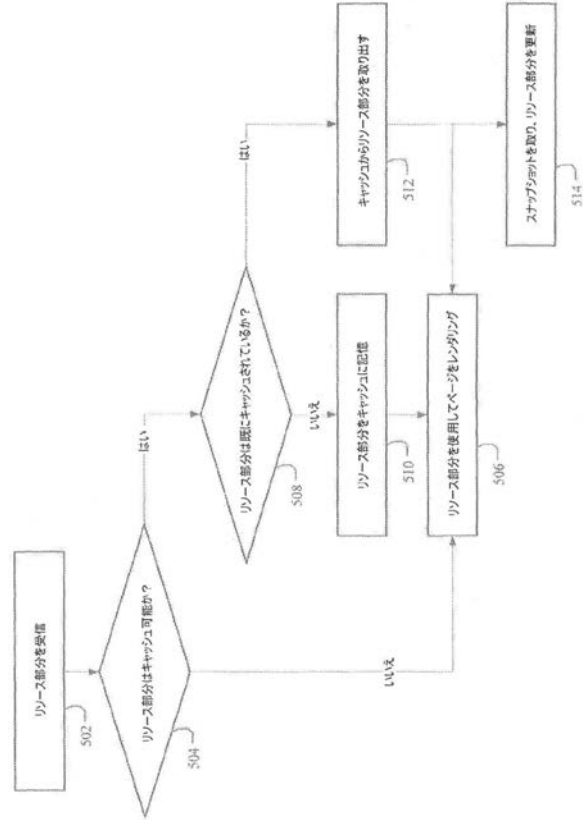 リソース部分を受信
502
リソース部分はキャッシュ可能か?
504
はい
いいえ
リソース部分は既にキャッシュされているか?
508
はい
いいえ
リソース部分をキャッシュに記憶
510
キャッシュからリソース部分を取り出す
512
リソース部分を使用してページをレンダリング
506
スナップショットを取り、リソース部分を更新
514